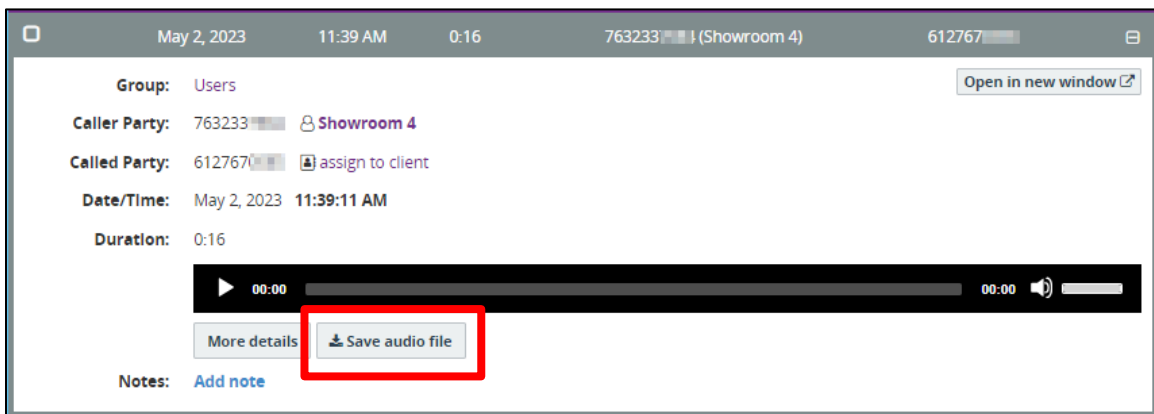 May 2, 2023 11:39 AM 0:16 763233 (Showroom 4) 612767
Group: Users Open in new window
Caller Party: 763233 Showroom 4
Called Party: 612767 assign to client
Date/Time: May 2, 2023 11:39:11 AM
Duration: 0:16
00:00 00:00
More details Save audio file
Notes: Add note